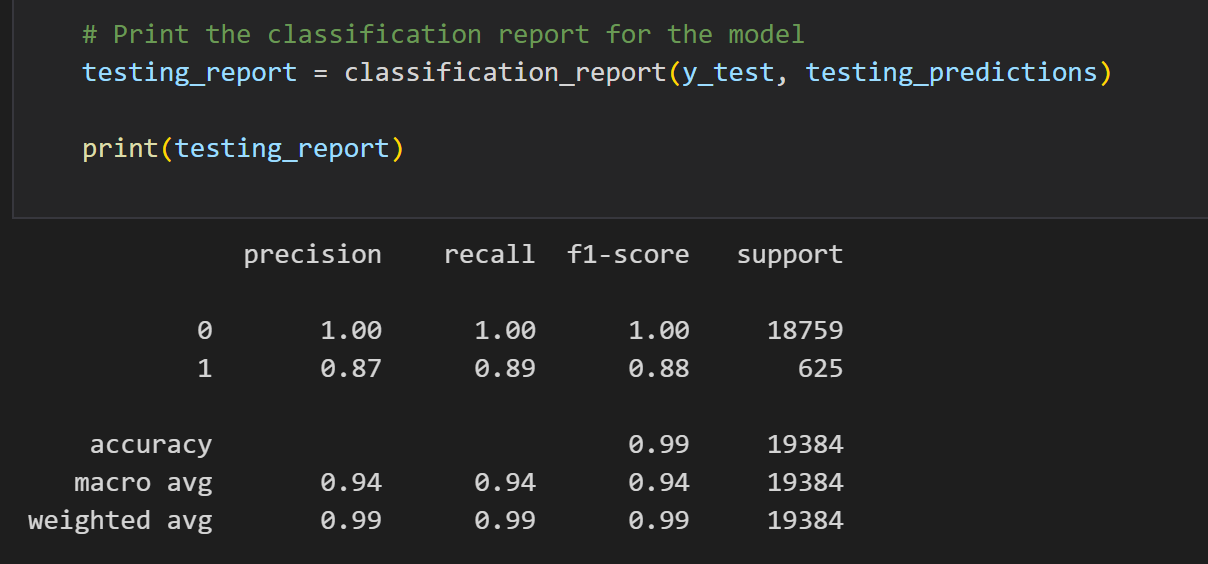 # Print the classification report for the model
testing_report = classification_report(y_test, testing_predictions)
print(testing_report)
precision recall f1-score support
0 1.00 1.00 1.00 18759
1 0.87 0.89 0.88 625
accuracy 0.99 19384
macro avg 0.94 0.94 0.94 19384
weighted avg 0.99 0.99 0.99 19384